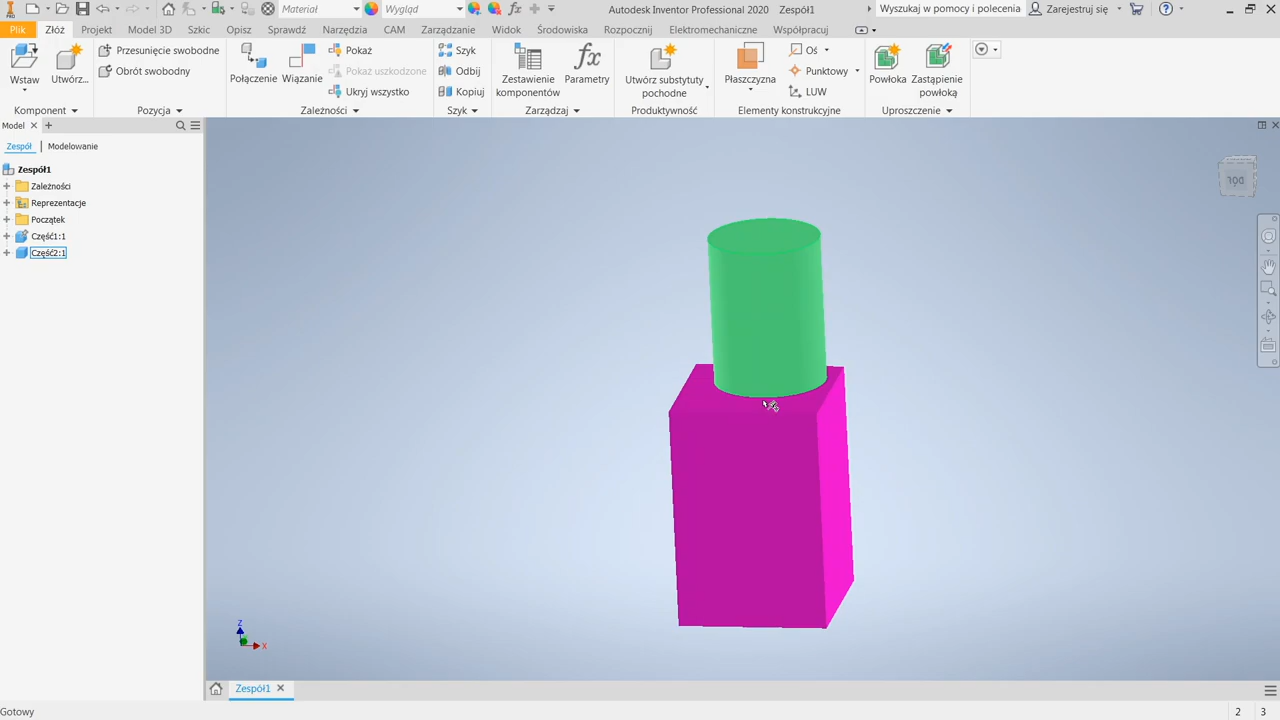 Materiał
Wygląd
Autodesk Inventor Professional 2020 Zespół1
Wyszukaj w pomocy i polecenia
Zarejestruj się
Plik Złóż Projekt Model 3D Szkic Opisz Sprawdź Narzędzia CAM Zarządzanie Widok Środowiska Rozpocznij Elektromechaniczne Współpracuj
Wstaw
Utwórz...
Komponent
Przesunięcie swobodne
Obrót swobodny
Pozycja
Połączenie
Wiązanie
Pokaż
Pokaż uszkodzone
Ukryj wszystko
Zależności
Szyk
Odbij
Kopiuj
Szyk
Zestawienie
komponentów
fx
Parametry
Zarządzaj
Utwórz substytuty
pochodne
Produktywność
Płaszczyzna
Oś
Punktowy
LUW
Elementy konstrukcyjne
Powłoka
Zastąpienie
powłoką
Uproszczenie
Model
Zespół Modelowanie
Zespół1
Zależności
Reprezentacje
Początek
Część1:1
Część2:1
Z
X
Zespół1
Gotowy
2 3